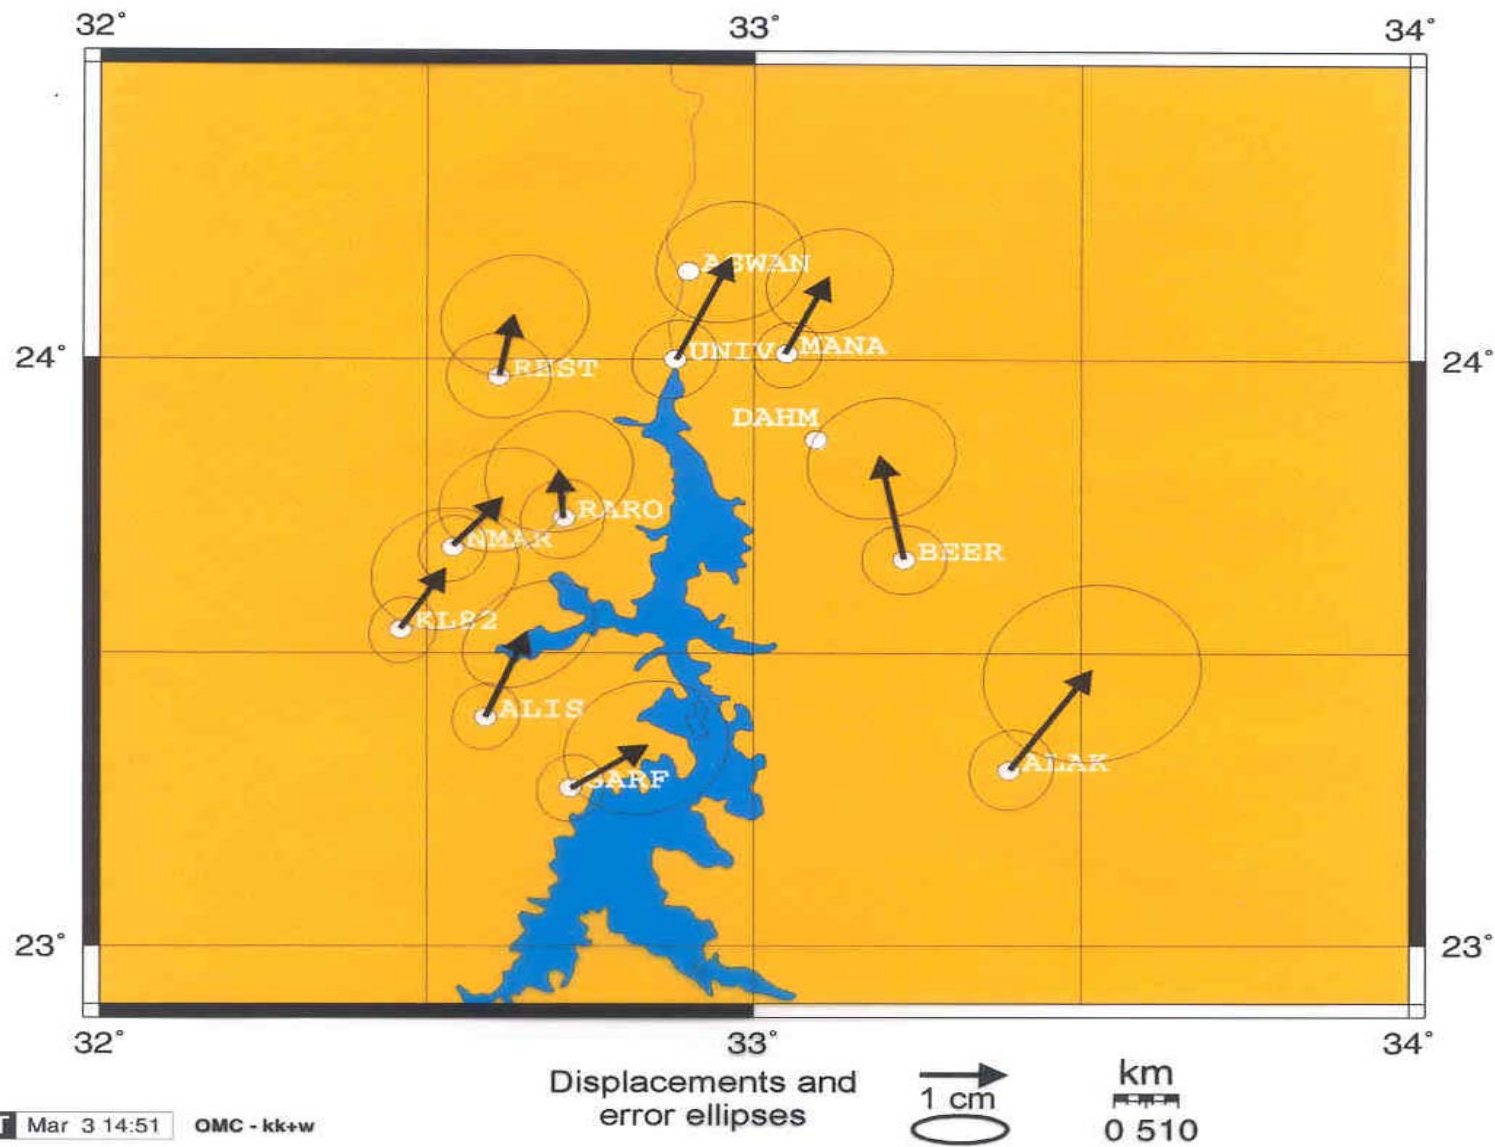 32° 33° 34°
ASWAN
24° REST UNIV MANA 24°
DAHM
RARO
NMAR
BEER
KL82
ALIS
GARF ALAK
23° 23°
32° 33° 34°
Displacements and
error ellipses
1 cm
km
0 510
Mar 3 14:51 OMC - kk+w